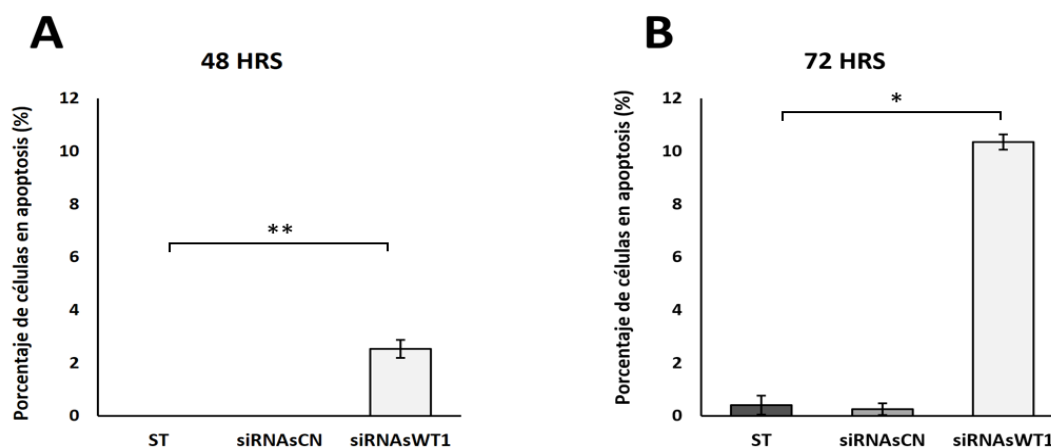 A
48 HRS
Porcentaje de células en apoptosis (%)
12
10
8
6
4
2
0
**
ST siRNAsCN siRNAsWT1
B
72 HRS
Porcentaje de células en apoptosis (%)
12
10
8
6
4
2
0
*
ST siRNAsCN siRNAsWT1